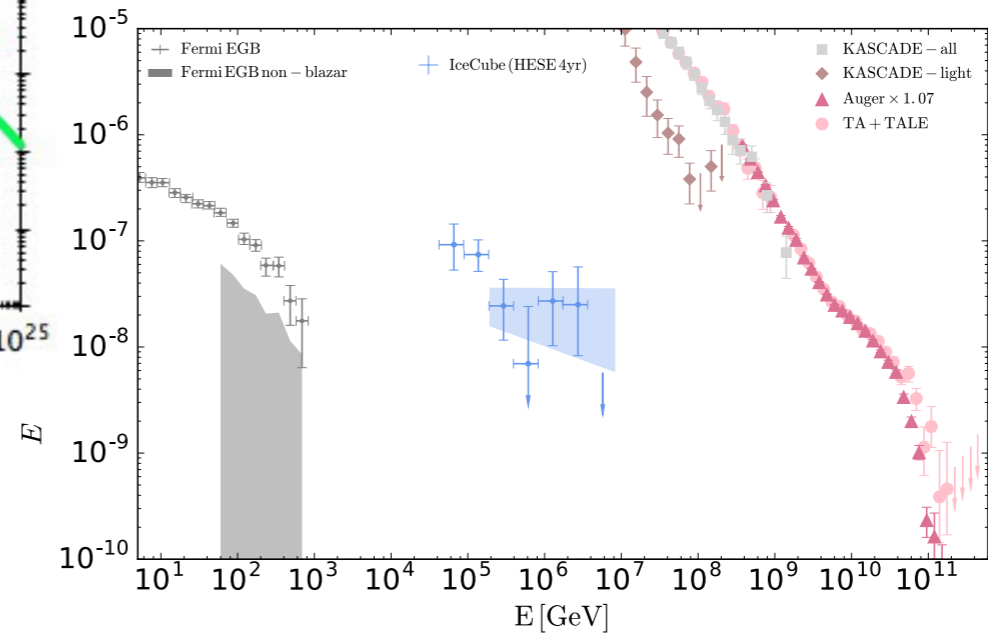 10^-5
Fermi EGB
Fermi EGB non − blazar
IceCube (HESE 4yr)
KASCADE − all
KASCADE − light
Auger × 1.07
TA + TALE
10^-6
10^-7
10^-8
10^-9
10^-10
10^25
E
10^1 10^2 10^3 10^4 10^5 10^6 10^7 10^8 10^9 10^10 10^11
E [GeV]